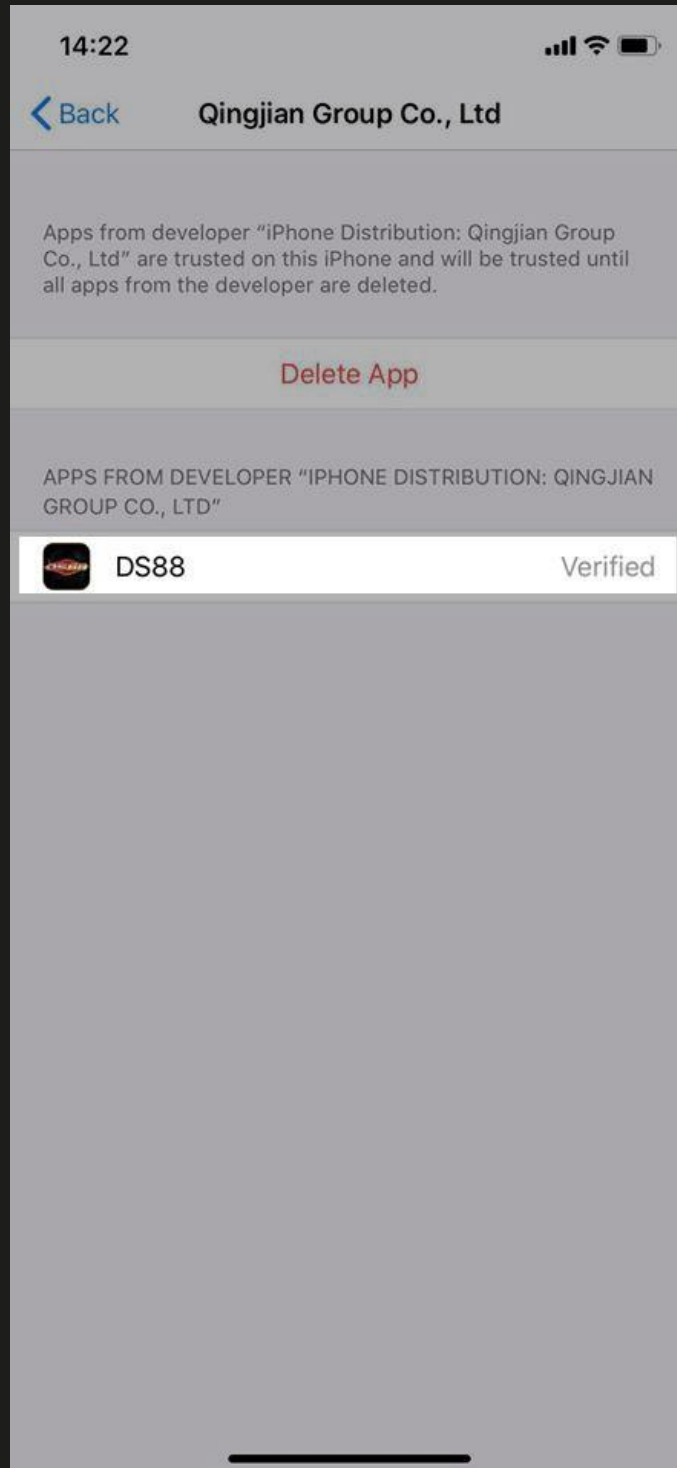 14:22
Back Qingjian Group Co., Ltd
Apps from developer “iPhone Distribution: Qingjian Group
Co., Ltd” are trusted on this iPhone and will be trusted until
all apps from the developer are deleted.
Delete App
APPS FROM DEVELOPER “IPHONE DISTRIBUTION: QINGJIAN
GROUP CO., LTD”
DS88 DS88 Verified